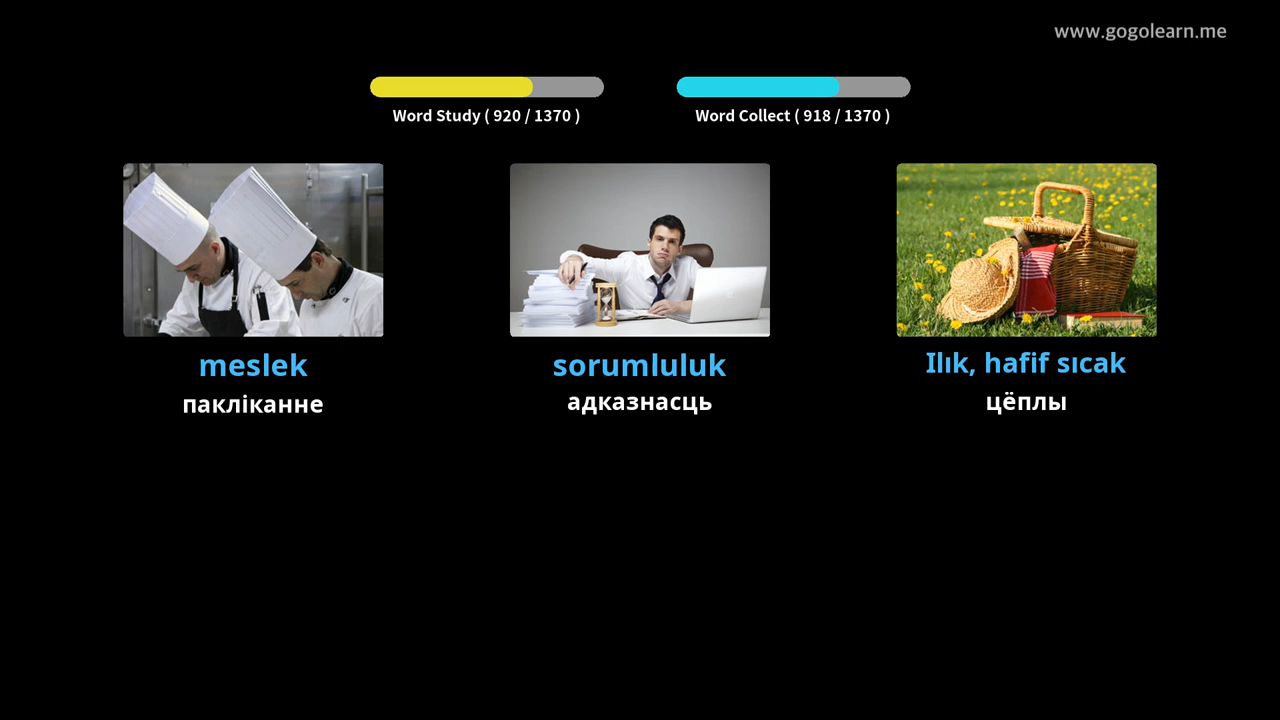 www.gogolearn.me
Word Study ( 920 / 1370 )
Word Collect ( 918 / 1370 )
meslek
пакліканне
sorumluluk
адказнасць
Ilık, hafif sıcak
цёплы